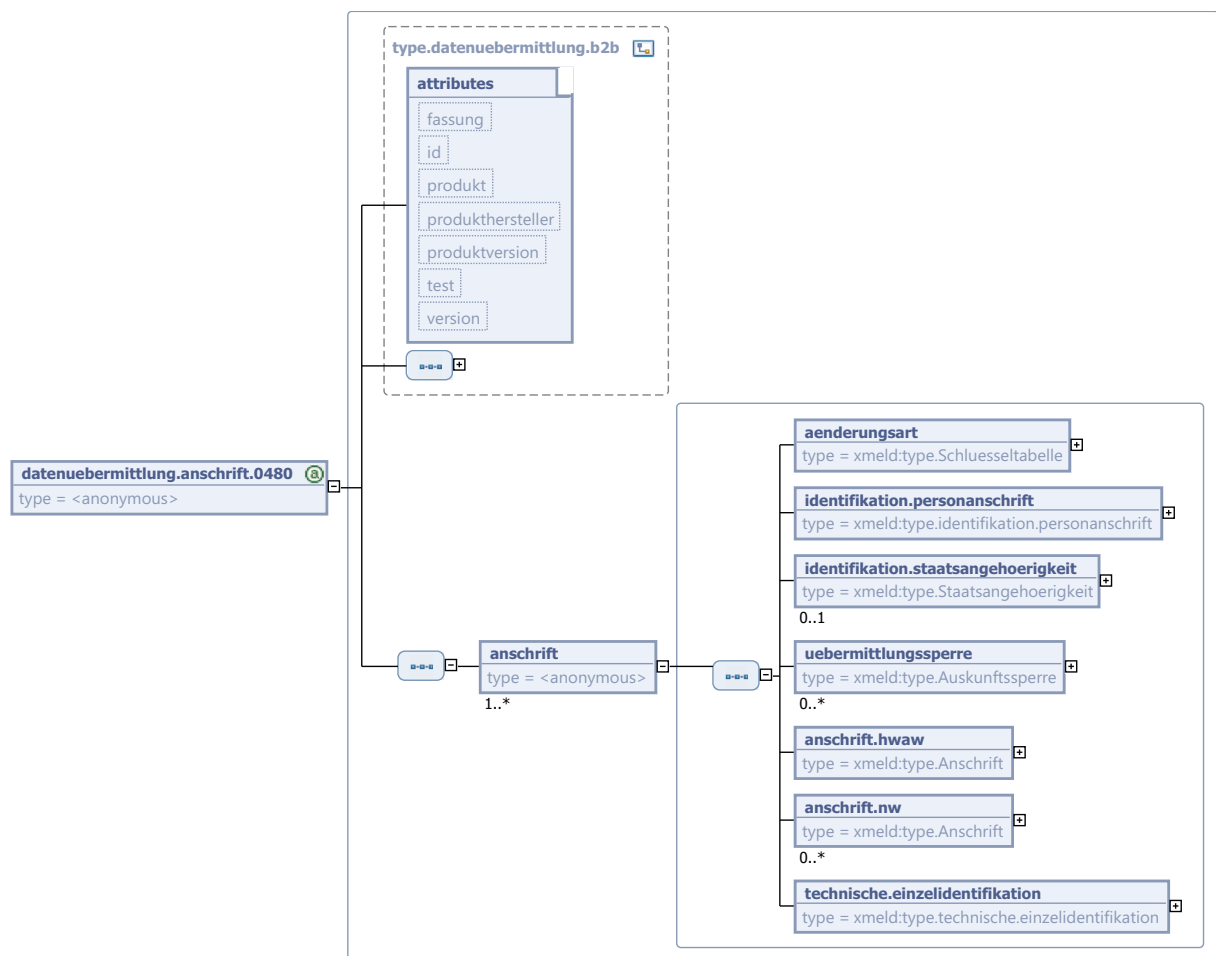 type.datenuebermittlung.b2b
attributes
fassung
id
produkt
produkthersteller
produktversion
test
version
datenuebermittlung.anschrift.0480
type = <anonymous>
anschrift
type = <anonymous>
1..*
aenderungsart
type = xmeld:type.Schluesseltabelle
identifikation.personanschrift
type = xmeld:type.identifikation.personanschrift
identifikation.staatsangehoerigkeit
type = xmeld:type.Staatsangehoerigkeit
0..1
uebermittlungssperre
type = xmeld:type.Auskunftssperre
0..*
anschrift.hwaw
type = xmeld:type.Anschrift
anschrift.nw
type = xmeld:type.Anschrift
0..*
technische.einzelidentifikation
type = xmeld:type.technische.einzelidentifikation